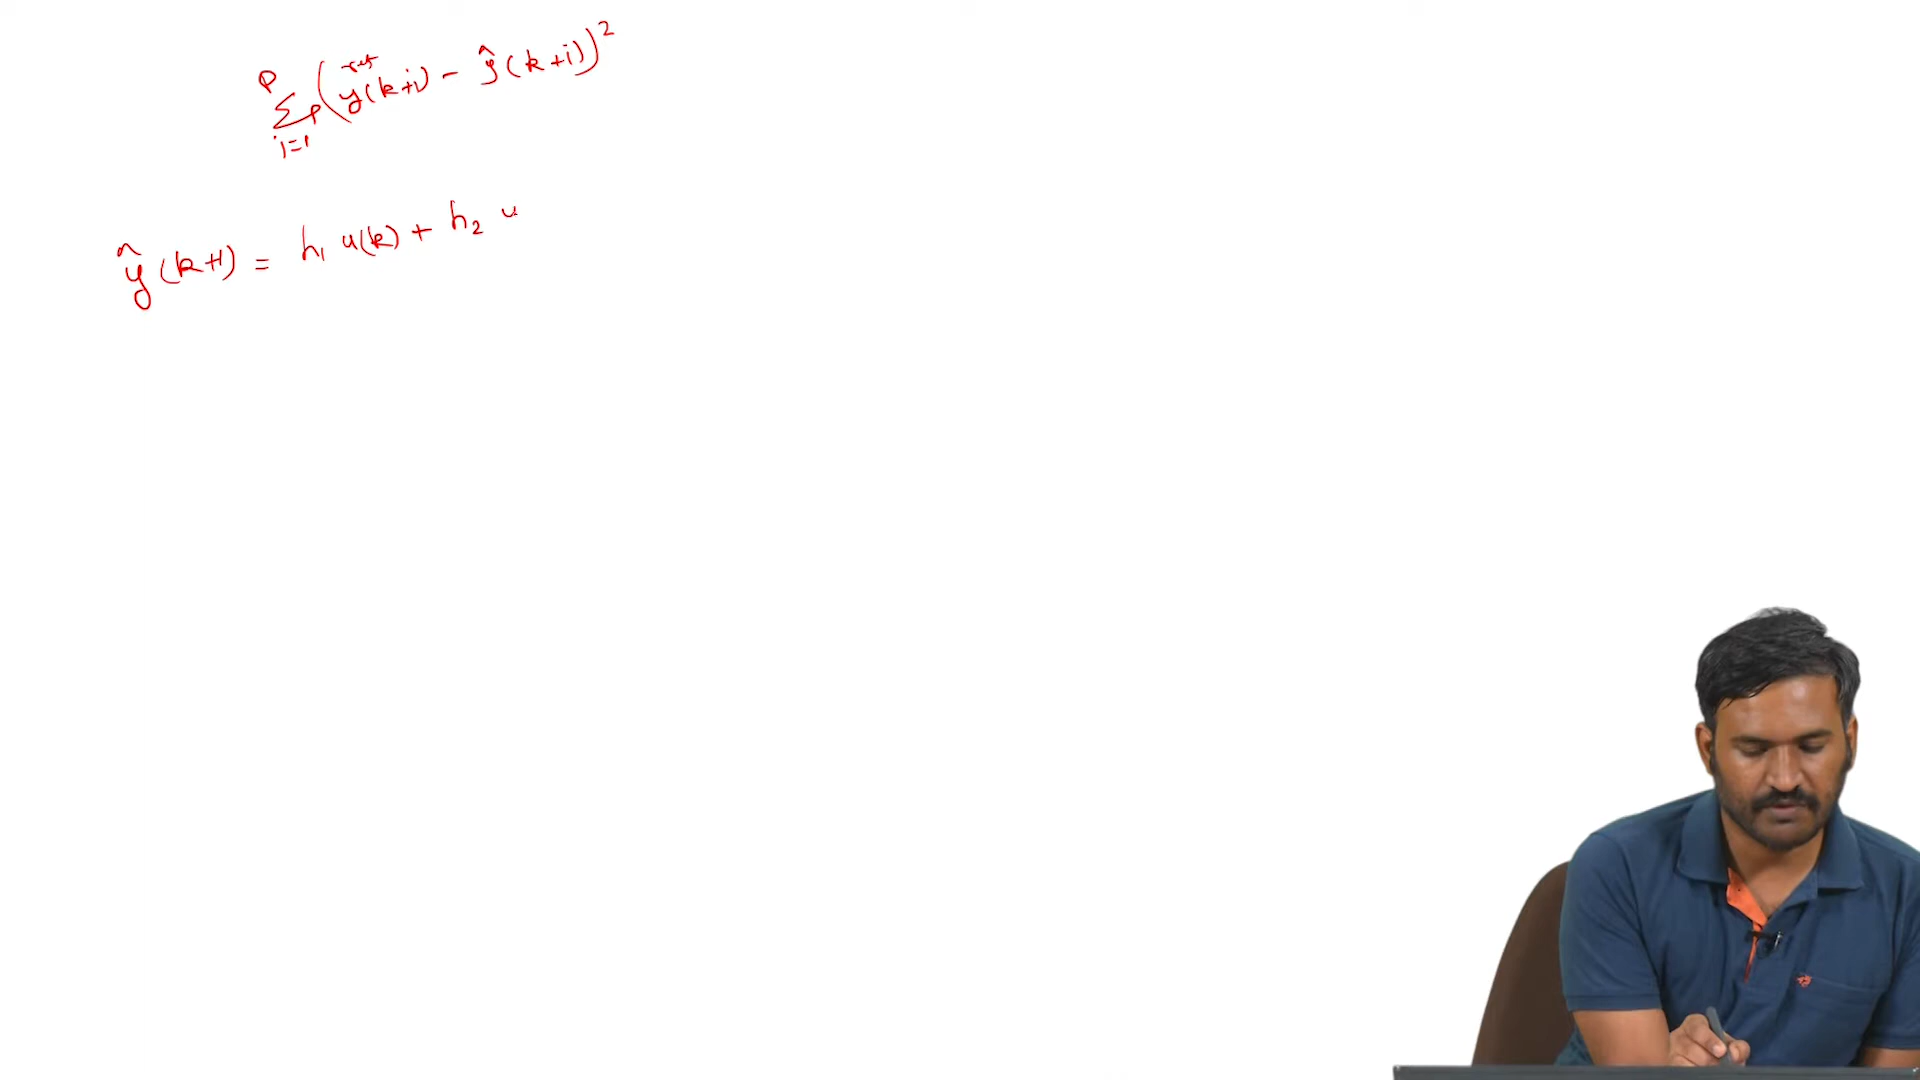 P
ref
∑ (y(k+i) - ŷ(k+i))²
i=1
ŷ(k+1) = h₁ u(k) + h₂ u